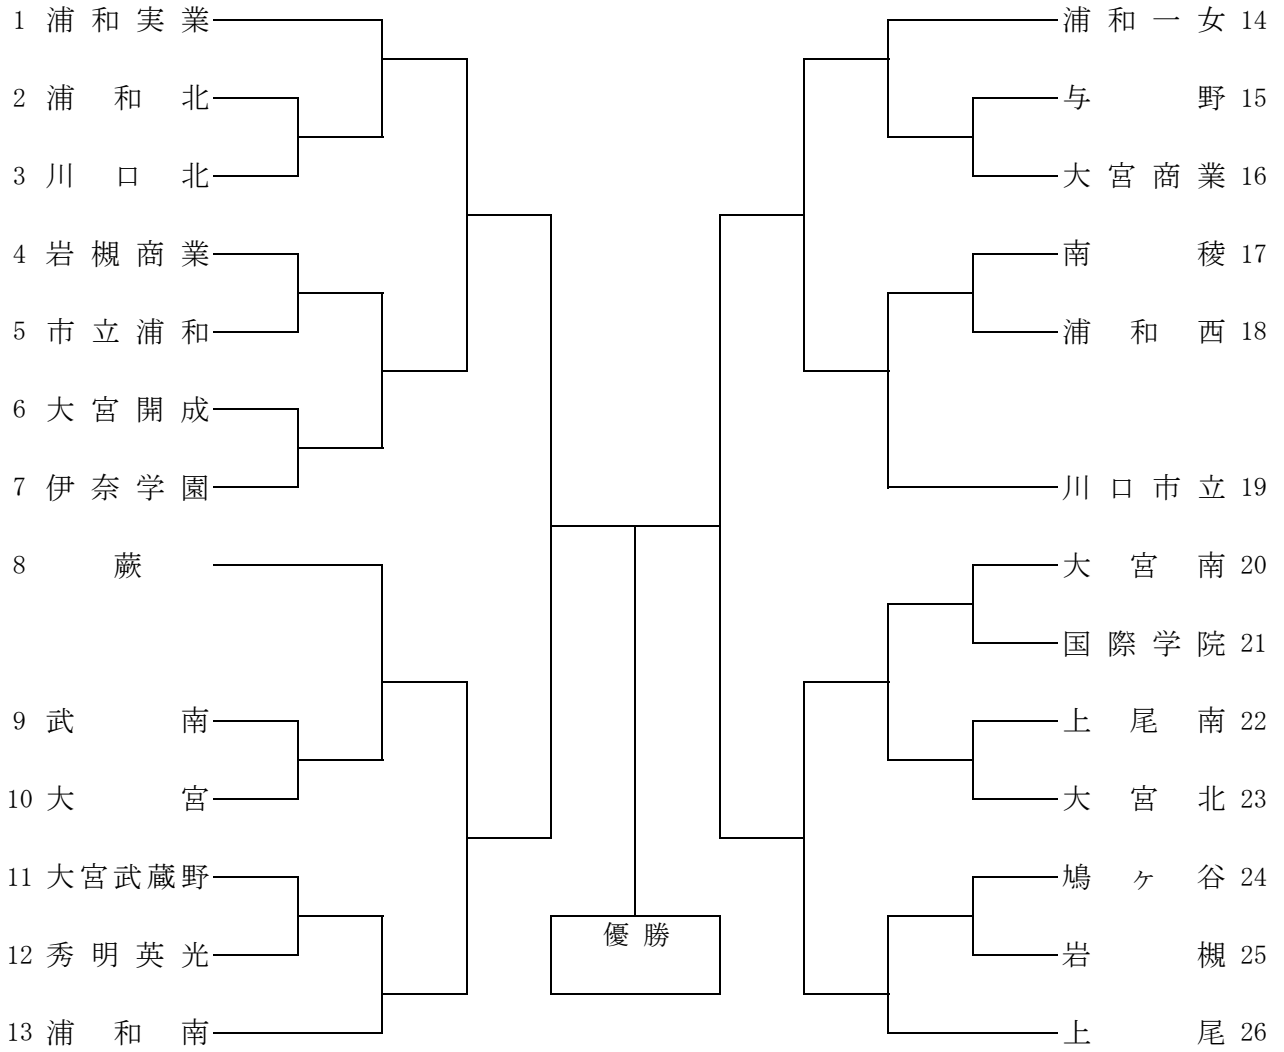 1 浦和実業
2 浦和北
3 川口北
4 岩槻商業
5 市立浦和
6 大宮開成
7 伊奈学園
8 蕨
9 武南
10 大宮
11 大宮武蔵野
12 秀明英光
13 浦和南
優勝
浦和一女 14
与野 15
大宮商業 16
南稜 17
浦和西 18
川口市立 19
大宮南 20
国際学院 21
上尾南 22
大宮北 23
鳩ヶ谷 24
岩槻 25
上尾 26